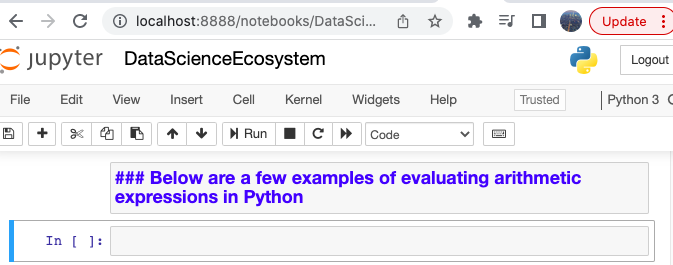 localhost:8888/notebooks/DataSci...
Update
jupyter DataScienceEcosystem
Logout
File Edit View Insert Cell Kernel Widgets Help Trusted Python 3
Run Code
### Below are a few examples of evaluating arithmetic
expressions in Python
In [ ]: